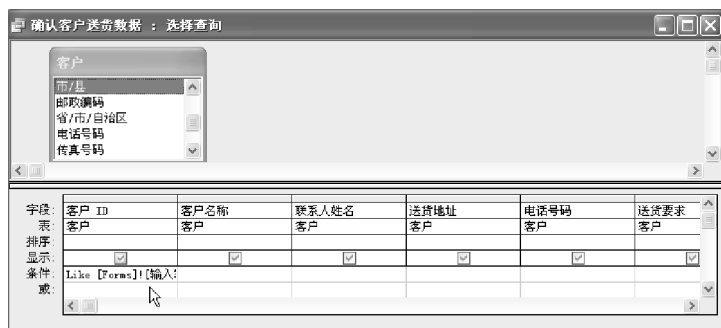 确认客户送货数据 : 选择查询
客户
市/县
邮政编码
省/市/自治区
电话号码
传真号码
字段: 客户 ID 客户名称 联系人姓名 送货地址 电话号码 送货要求
表: 客户 客户 客户 客户 客户 客户
排序:
显示:
条件: Like [Forms]![输入
或: